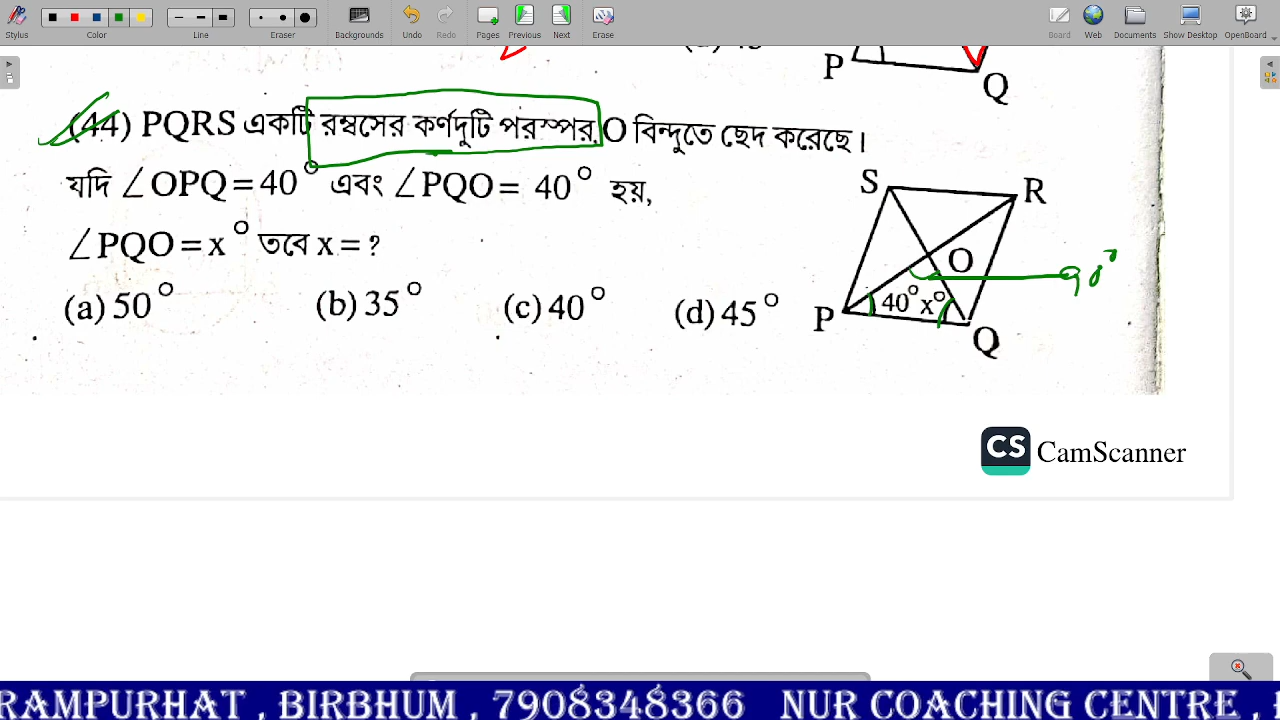 Stylus
Color
Line
Eraser
Backgrounds
Undo
Redo
Pages
Previous
Next
Erase
Board
Web
Documents
Show Desktop
OpenBoard
P
Q
(44) PQRS একটি রম্বসের কর্ণদুটি পরস্পর O বিন্দুতে ছেদ করেছে।
যদি ∠OPQ = 40° এবং ∠PQO = 40° হয়,
∠PQO = x° তবে x = ?
(a) 50° (b) 35° (c) 40° (d) 45°
S
R
O
90°
40° x°
P
Q
CS CamScanner
RAMPURHAT , BIRBHUM , 7908348366 NUR COACHING CENTRE ,